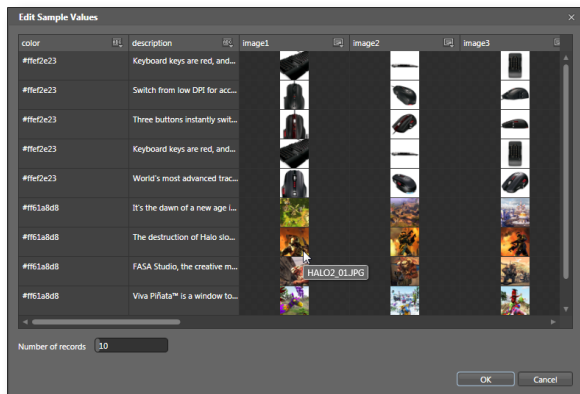 Edit Sample Values
color description image1 image2 image3
#ffef2e23 Keyboard keys are red, and...
#ffef2e23 Switch from low DPI for acc...
#ffef2e23 Three buttons instantly swit...
#ffef2e23 Keyboard keys are red, and...
#ffef2e23 World's most advanced trac...
#ff61a8d8 It's the dawn of a new age i...
#ff61a8d8 The destruction of Halo slo...
#ff61a8d8 FASA Studio, the creative m...
HALO2_01.JPG
#ff61a8d8 Viva Piñata™ is a window to...
Number of records 10
OK Cancel